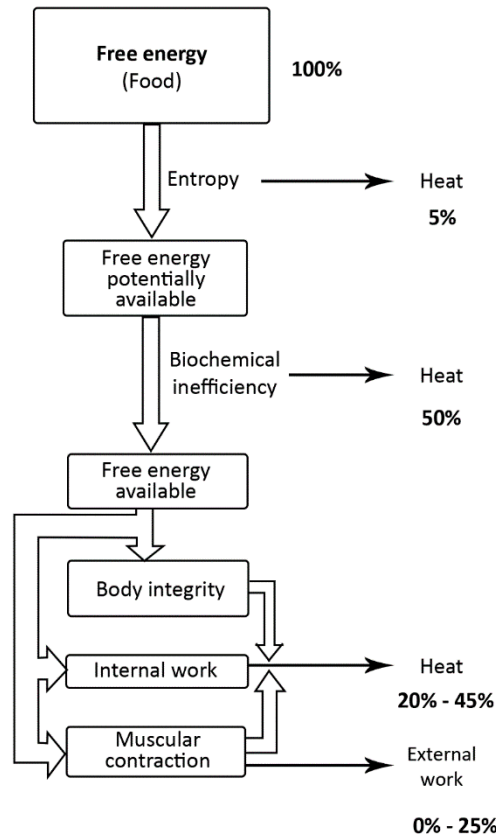 Free energy
(Food)
100%
Entropy
Heat
5%
Free energy
potentially
available
Biochemical
inefficiency
Heat
50%
Free energy
available
Body integrity
Internal work
Heat
20% - 45%
Muscular
contraction
External
work
0% - 25%